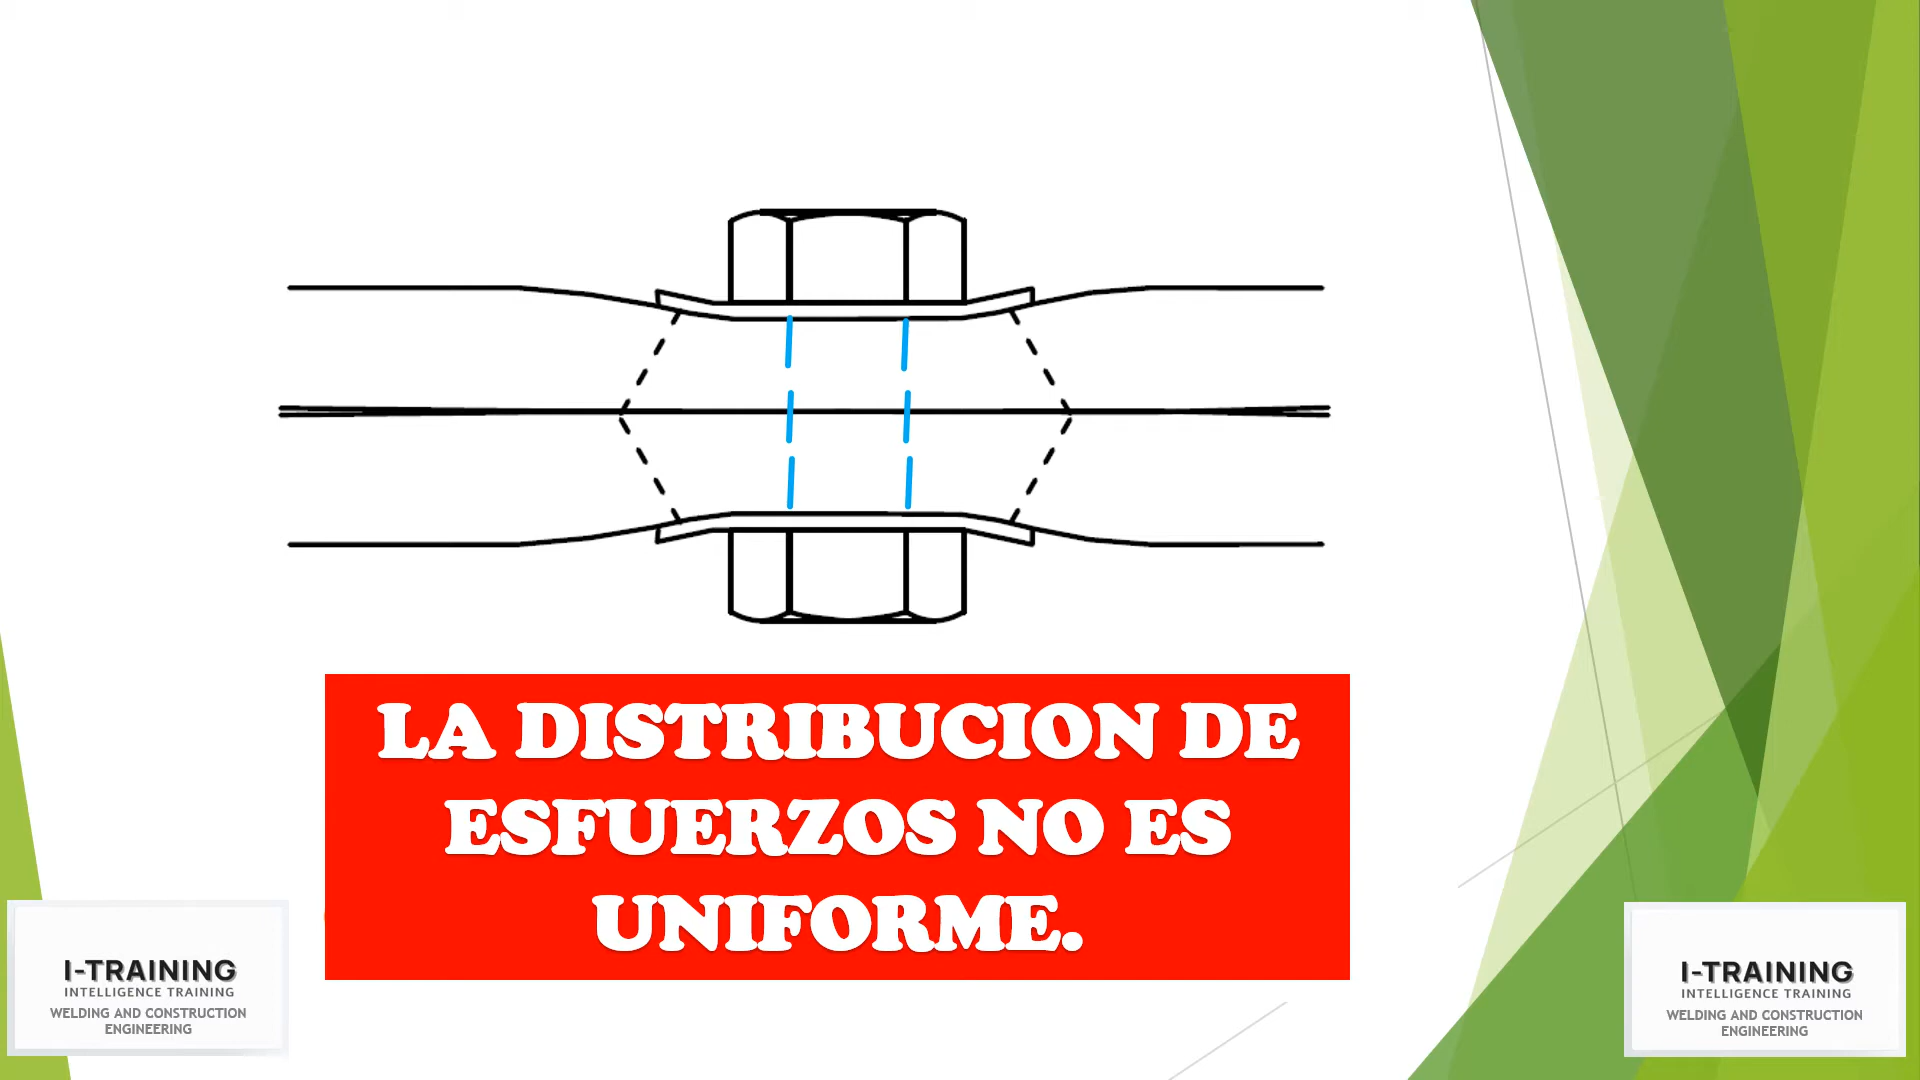 LA DISTRIBUCION DE
ESFUERZOS NO ES
UNIFORME.
I-TRAINING
INTELLIGENCE TRAINING
WELDING AND CONSTRUCTION
ENGINEERING
I-TRAINING
INTELLIGENCE TRAINING
WELDING AND CONSTRUCTION
ENGINEERING